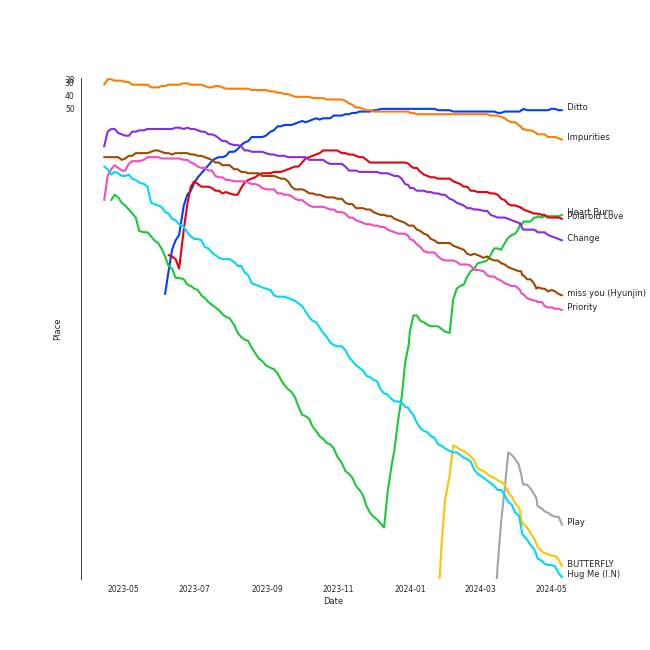 30
40
50
Ditto
Impurities
Heart Burn
Polaroid Love
Change
miss you (Hyunjin)
Priority
Play
BUTTERFLY
Hug Me (I.N)
Place
2023-05 2023-07 2023-09 2023-11 2024-01 2024-03 2024-05
Date